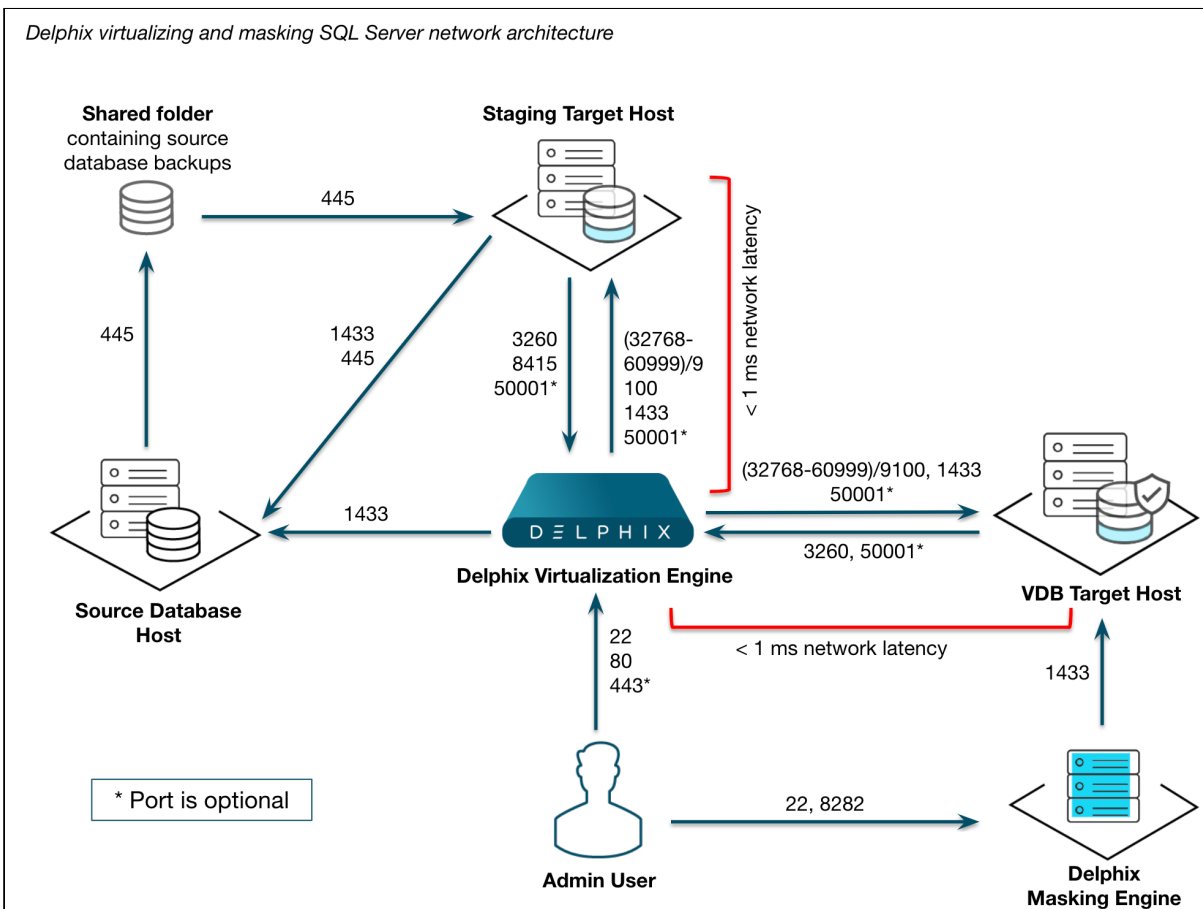 Delphix virtualizing and masking SQL Server network architecture
Shared folder
containing source
database backups
Staging Target Host
445
< 1 ms network latency
445
1433
445
3260
8415
50001*
(32768-
60999)/9
100
1433
50001*
(32768-60999)/9100, 1433
50001*
1433
DELPHIX
3260, 50001*
Delphix Virtualization Engine
VDB Target Host
Source Database
Host
22
80
443*
< 1 ms network latency
1433
* Port is optional
22, 8282
Admin User
Delphix
Masking Engine